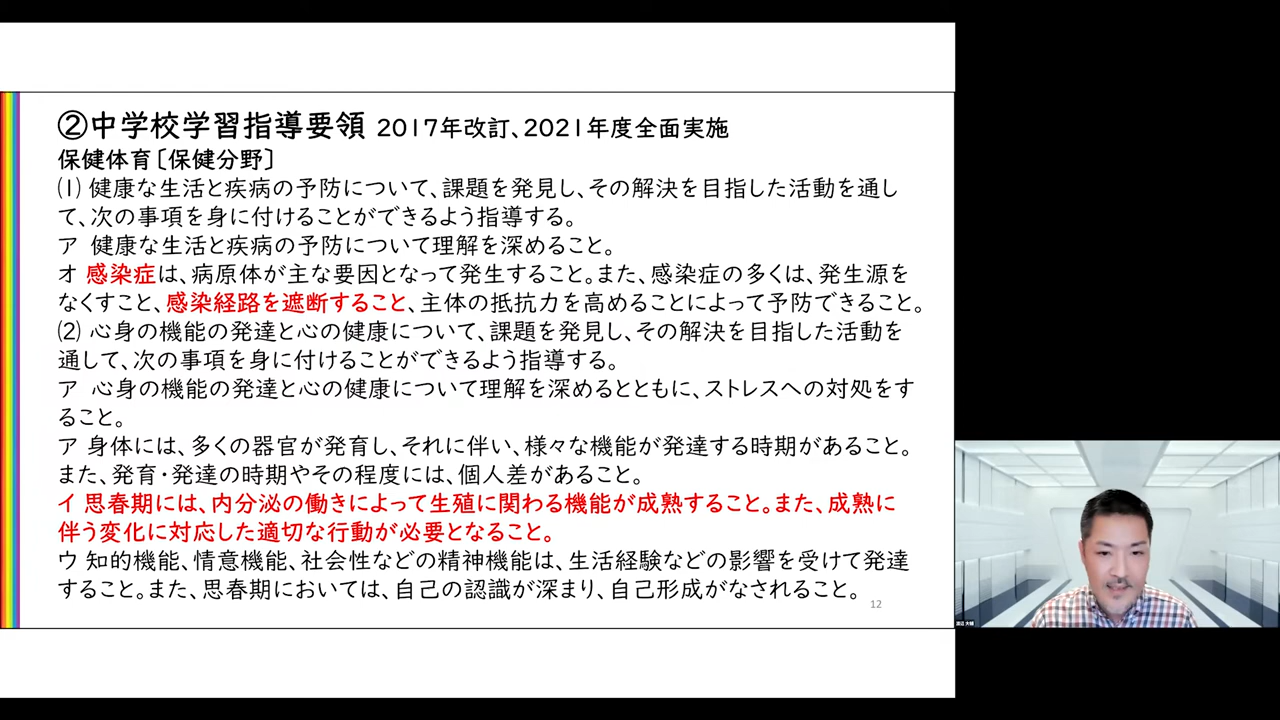 ②中学校学習指導要領 2017年改訂、2021年度全面実施
保健体育〔保健分野〕
(1) 健康な生活と疾病の予防について、課題を発見し、その解決を目指した活動を通し
て、次の事項を身に付けることができるよう指導する。
ア 健康な生活と疾病の予防について理解を深めること。
オ 感染症は、病原体が主な要因となって発生すること。また、感染症の多くは、発生源を
なくすこと、感染経路を遮断すること、主体の抵抗力を高めることによって予防できること。
(2) 心身の機能の発達と心の健康について、課題を発見し、その解決を目指した活動を
通して、次の事項を身に付けることができるよう指導する。
ア 心身の機能の発達と心の健康について理解を深めるとともに、ストレスへの対処をす
ること。
ア 身体には、多くの器官が発育し、それに伴い、様々な機能が発達する時期があること。
また、発育・発達の時期やその程度には、個人差があること。
イ 思春期には、内分泌の働きによって生殖に関わる機能が成熟すること。また、成熟に
伴う変化に対応した適切な行動が必要となること。
ウ 知的機能、情意機能、社会性などの精神機能は、生活経験などの影響を受けて発達
すること。また、思春期においては、自己の認識が深まり、自己形成がなされること。
12
渡辺 大輔